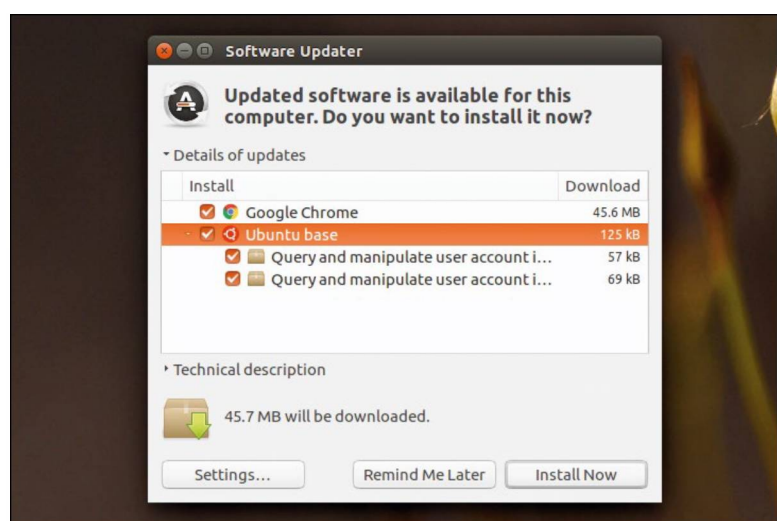 Software Updater
Updated software is available for this
computer. Do you want to install it now?
Details of updates
Install Download
Google Chrome 45.6 MB
Ubuntu base 125 kB
Query and manipulate user account i... 57 kB
Query and manipulate user account i... 69 kB
Technical description
45.7 MB will be downloaded.
Settings... Remind Me Later Install Now